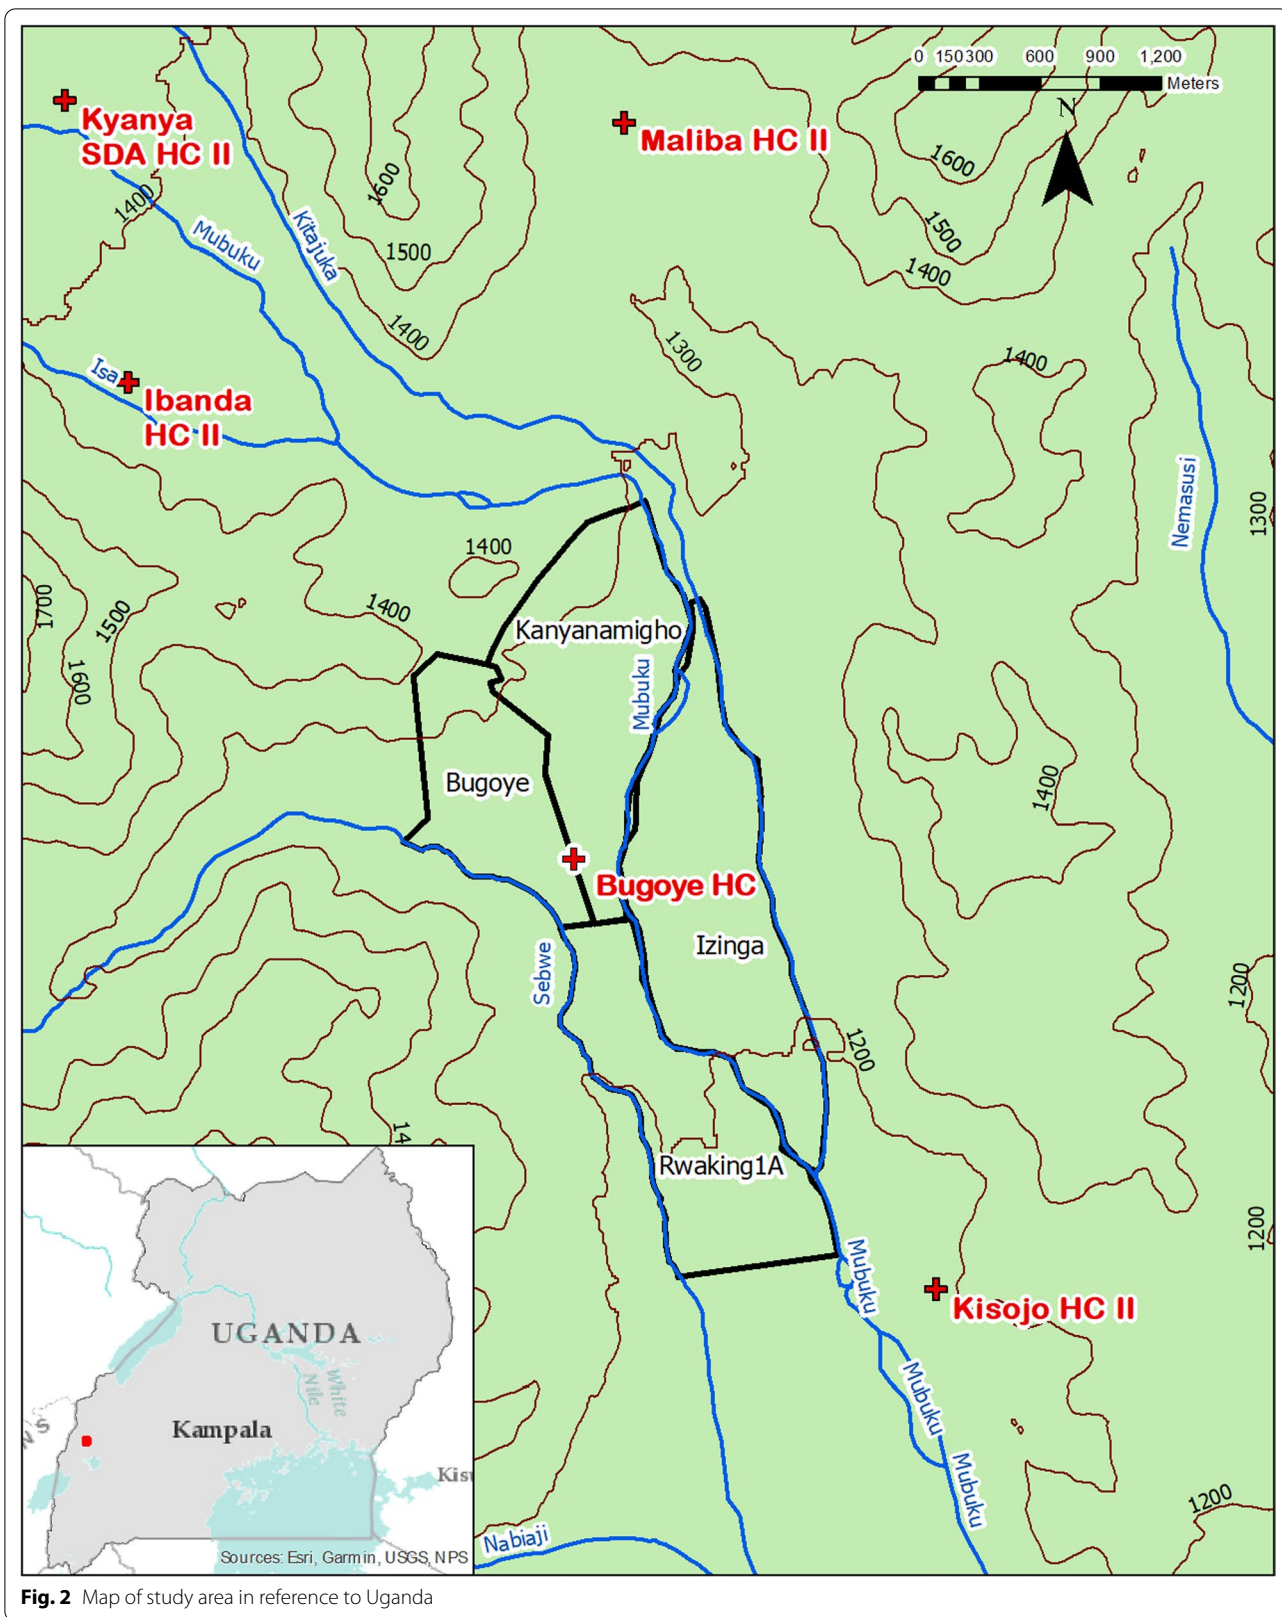 0 150 300 600 900 1,200
Meters
N
Kyanya
SDA HC II
Maliba HC II
1600
1600
1400
Mubuku
Kitajuka
1500
1500
1400
1400
1300
1400
Isa
Ibanda
HC II
Nemasusi
1300
1400
1700
1500
1400
1600
Kanyanamigho
Mubuku
Bugoye
1400
Bugoye HC
Izinga
Sebwe
1200
1200
14
Rwaking1A
1200
Mubuku
Kisojo HC II
UGANDA
White
Nile
Kampala
Mubuku
Mubuku
1200
Nabiaji
Kis
Sources: Esri, Garmin, USGS, NPS
Fig. 2 Map of study area in reference to Uganda